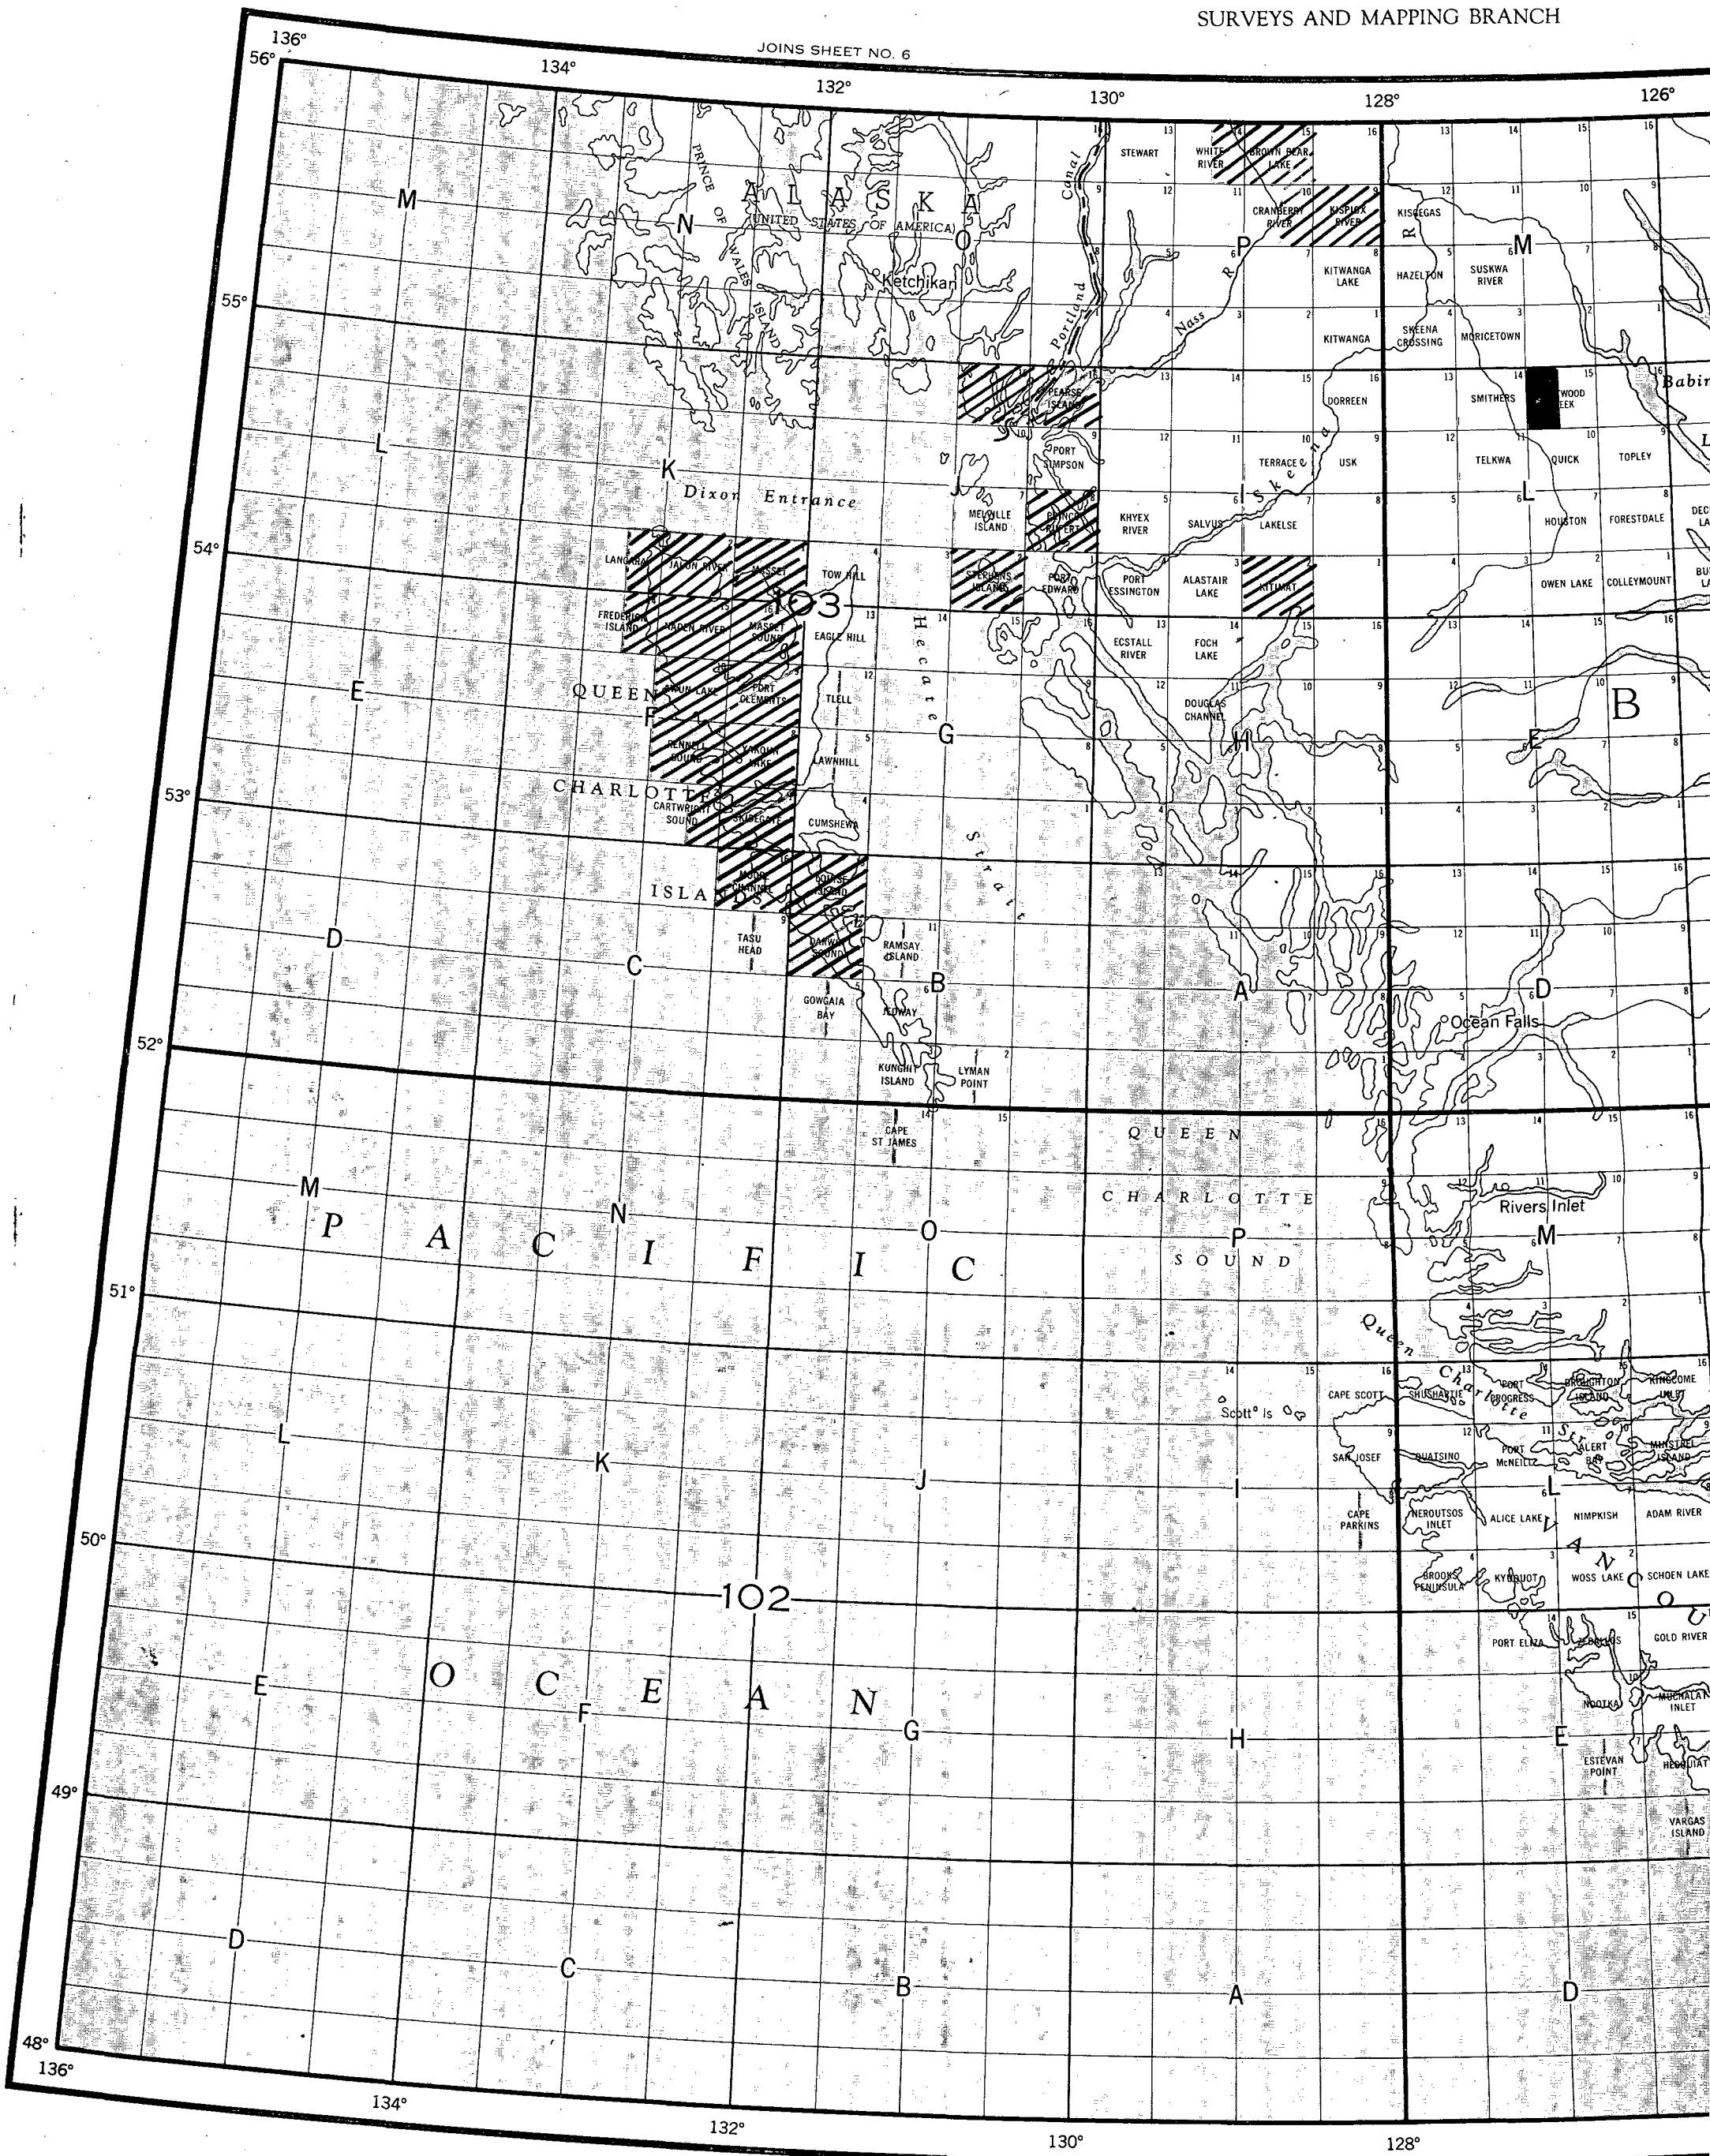 SURVEYS AND MAPPING BRANCH
JOINS SHEET NO. 6
136°
134°
132°
130°
128°
126°
56°
55°
54°
53°
52°
51°
50°
49°
48°
136°
134°
132°
130°
128°
M
N
A L A S K A
(UNITED STATES OF AMERICA)
PRINCE OF WALES ISLAND
O
Ketchikan
Portland Canal
STEWART
WHITE RIVER
BROWN BEAR LAKE
CRANBERRY RIVER
KISPIOX RIVER
KISGEGAS
P
R
M
Nass R
KITWANGA LAKE
HAZELTON
SUSKWA RIVER
KITWANGA
SKEENA CROSSING
MORICETOWN
L
K
Dixon Entrance
J
PEARSE ISLAND
DORREEN
SMITHERS
PORT SIMPSON
TERRACE
USK
TELKWA
QUICK
TOPLEY
Skeena
I
L
MELVILLE ISLAND
PRINCE RUPERT
KHYEX RIVER
SALVUS
LAKELSE
HOUSTON
FORESTDALE
LANGARA
JALUN RIVER
MASSET
TOW HILL
STEPHENS ISLAND
PORT EDWARD
PORT ESSINGTON
ALASTAIR LAKE
KITIMAT
OWEN LAKE
COLLEYMOUNT
103
FREDERICK ISLAND
NADEN RIVER
MASSET SOUND
EAGLE HILL
ECSTALL RIVER
FOCH LAKE
Hecate Strait
E
QUEEN
F
AWUN LAKE
PORT CLEMENTS
TLELL
G
DOUGLAS CHANNEL
H
E
B
RENNELL SOUND
YAKOUN LAKE
LAWNHILL
CHARLOTTE
CARTWRIGHT SOUND
SKIDEGATE
CUMSHEWA
ISLANDS
MOORE CHANNEL
LOUISE ISLAND
D
C
TASU HEAD
DARWIN SOUND
RAMSAY ISLAND
B
A
D
GOWGAIA BAY
JEDWAY
Ocean Falls
KUNGHIT ISLAND
LYMAN POINT
CAPE ST JAMES
QUEEN
CHARLOTTE
SOUND
M
N
O
P
M
Rivers Inlet
P A C I F I C
Queen Charlotte Str
Scott Is
CAPE SCOTT
SHUSHARTIE
PORT PROGRESS
BROUGHTON ISLAND
KINGCOME INLET
L
K
J
I
L
SAN JOSEF
QUATSINO
PORT McNEILL
ALERT BAY
MINSTREL ISLAND
CAPE PARKINS
NEROUTSOS INLET
ALICE LAKE
NIMPKISH
ADAM RIVER
BROOKS PENINSULA
KYUQUOT
WOSS LAKE
SCHOEN LAKE
V A N C O U
102
PORT ELIZA
ZEBALLOS
GOLD RIVER
NOOTKA
MUCHALAT INLET
E
F
G
H
E
O C E A N
ESTEVAN POINT
HESQUIAT
VARGAS ISLAND
D
C
B
A
D